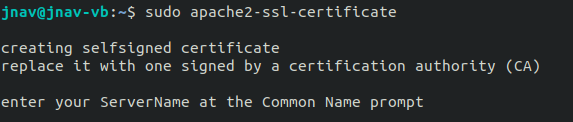 jnav@jnav-vb:~$ sudo apache2-ssl-certificate
creating selfsigned certificate
replace it with one signed by a certification authority (CA)
enter your ServerName at the Common Name prompt